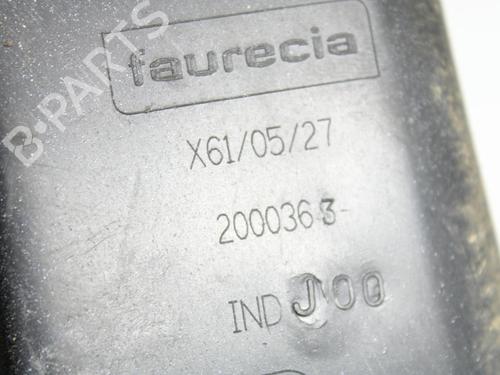 B-PARTS
faurecia
X61/05/27
2000363-
IND J00